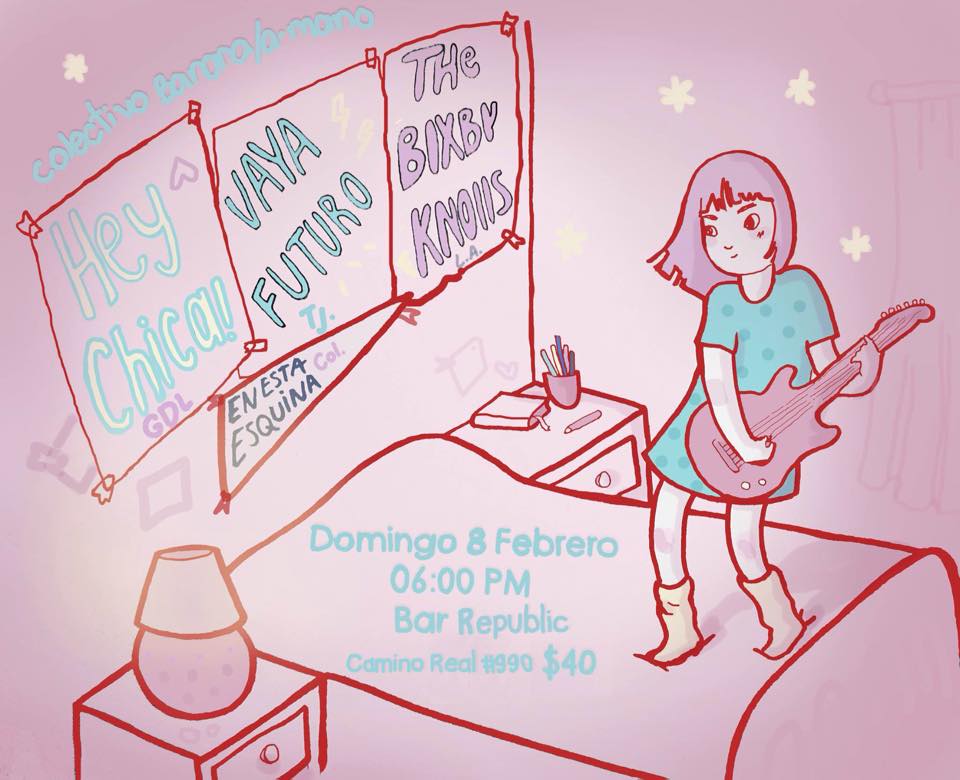 colectivo Banana/a-mano
Hey
Chica!
GDL
VAYA
FUTURO
TJ.
THe
BIXBY
KNOllS
L.A.
EN ESTA
ESQUINA Col.
Domingo 8 Febrero
06:00 PM
Bar Republic
Camino Real #990 $40